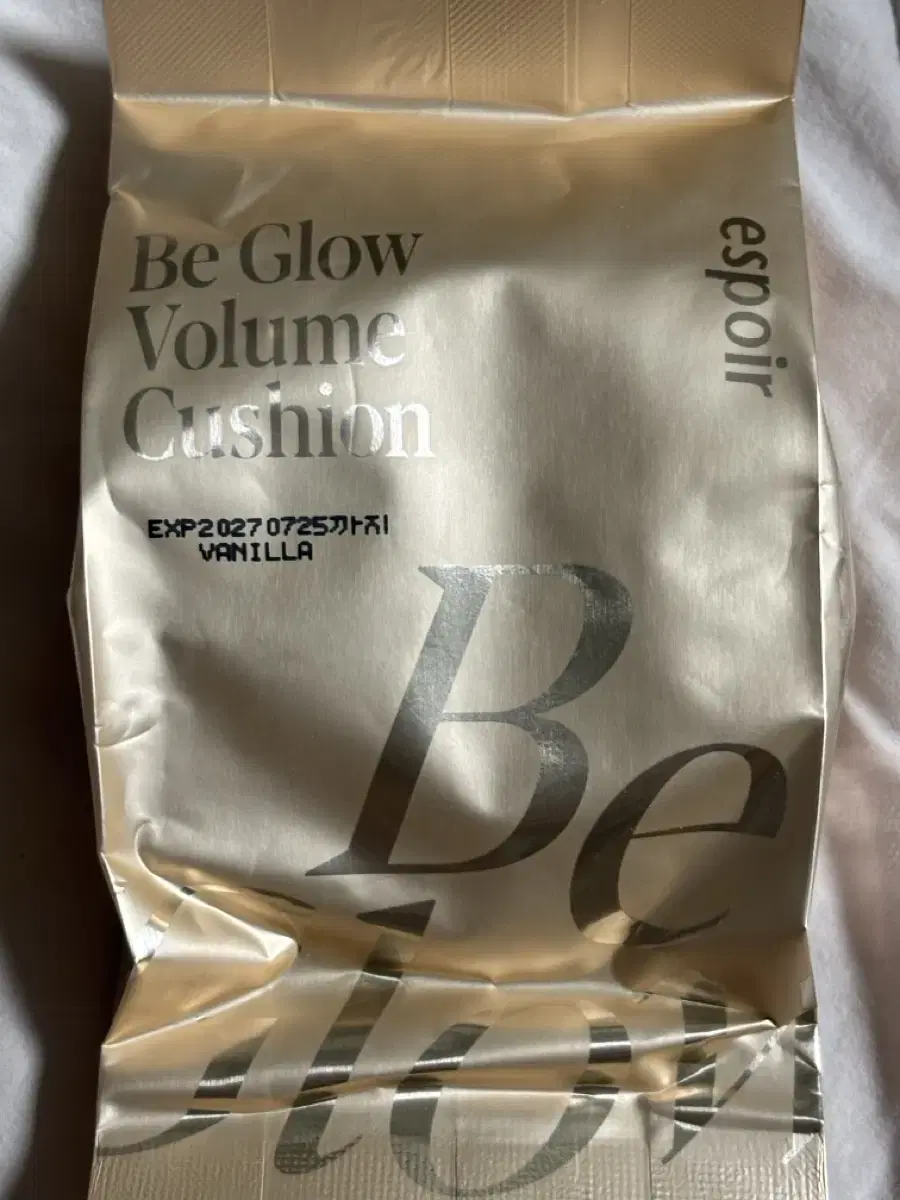 Be Glow
Volume
Cushion
espoir
EXP20270725까지
VANILLA
Be
Glow